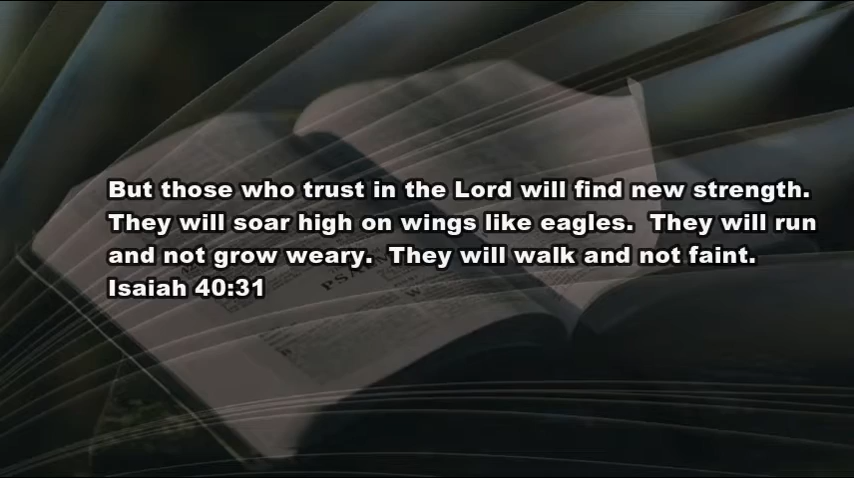 But those who trust in the Lord will find new strength.
They will soar high on wings like eagles.  They will run
and not grow weary.  They will walk and not faint.
Isaiah 40:31
PSALM